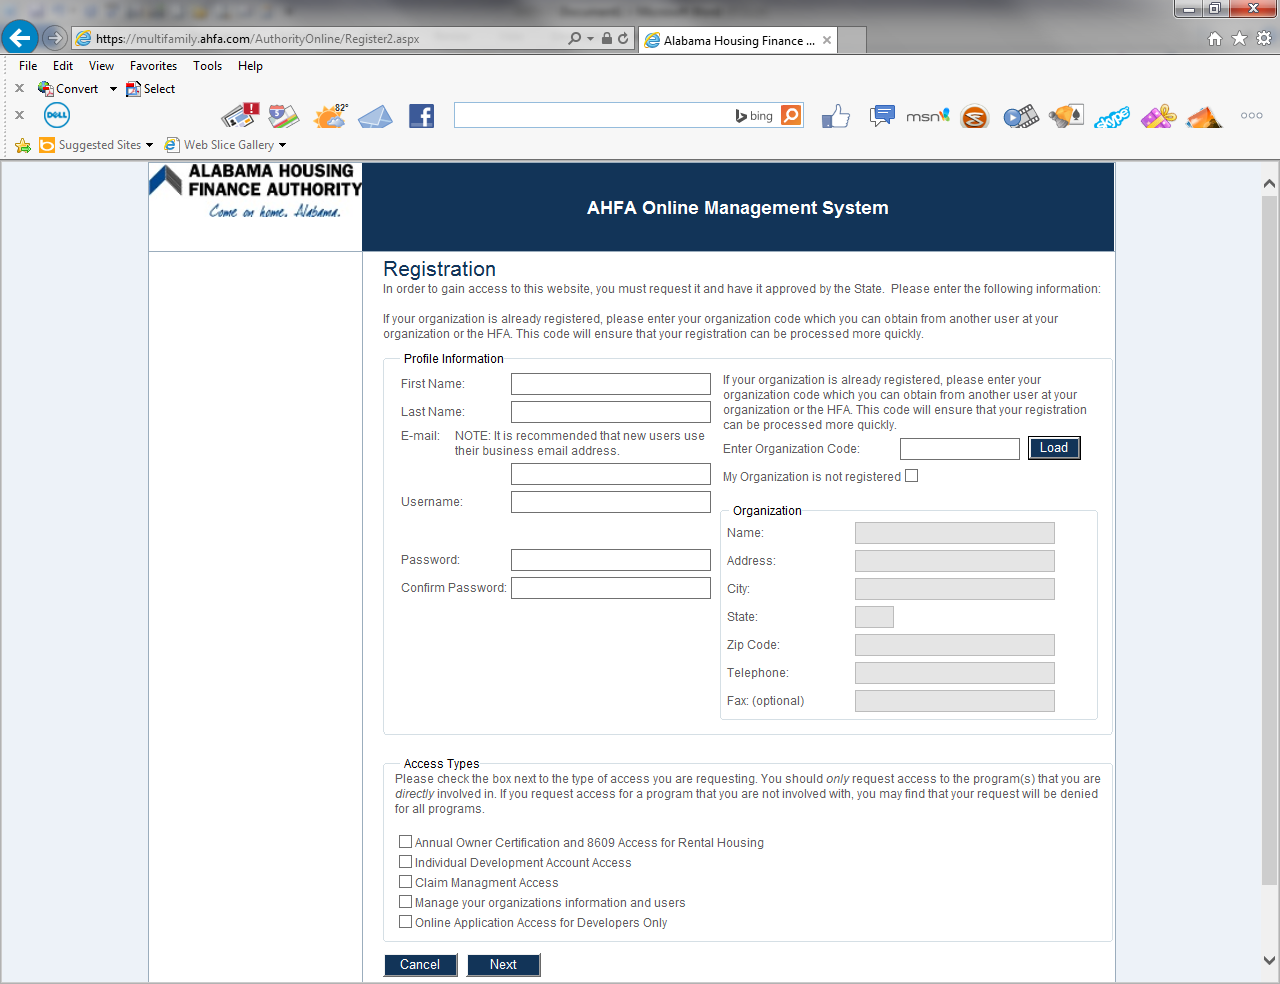 https://multifamily.ahfa.com/AuthorityOnline/Register2.aspx
Alabama Housing Finance ...
File Edit View Favorites Tools Help
Convert Select
DELL
82°
bing
msn
skype
Suggested Sites Web Slice Gallery
ALABAMA HOUSING
FINANCE AUTHORITY
Come on home. Alabama.
AHFA Online Management System
Registration
In order to gain access to this website, you must request it and have it approved by the State. Please enter the following information:
If your organization is already registered, please enter your organization code which you can obtain from another user at your
organization or the HFA. This code will ensure that your registration can be processed more quickly.
Profile Information
First Name:
Last Name:
E-mail: NOTE: It is recommended that new users use
their business email address.
Username:
Password:
Confirm Password:
If your organization is already registered, please enter your
organization code which you can obtain from another user at your
organization or the HFA. This code will ensure that your registration
can be processed more quickly.
Enter Organization Code: Load
My Organization is not registered
Organization
Name:
Address:
City:
State:
Zip Code:
Telephone:
Fax: (optional)
Access Types
Please check the box next to the type of access you are requesting. You should only request access to the program(s) that you are
directly involved in. If you request access for a program that you are not involved with, you may find that your request will be denied
for all programs.
Annual Owner Certification and 8609 Access for Rental Housing
Individual Development Account Access
Claim Managment Access
Manage your organizations information and users
Online Application Access for Developers Only
Cancel Next